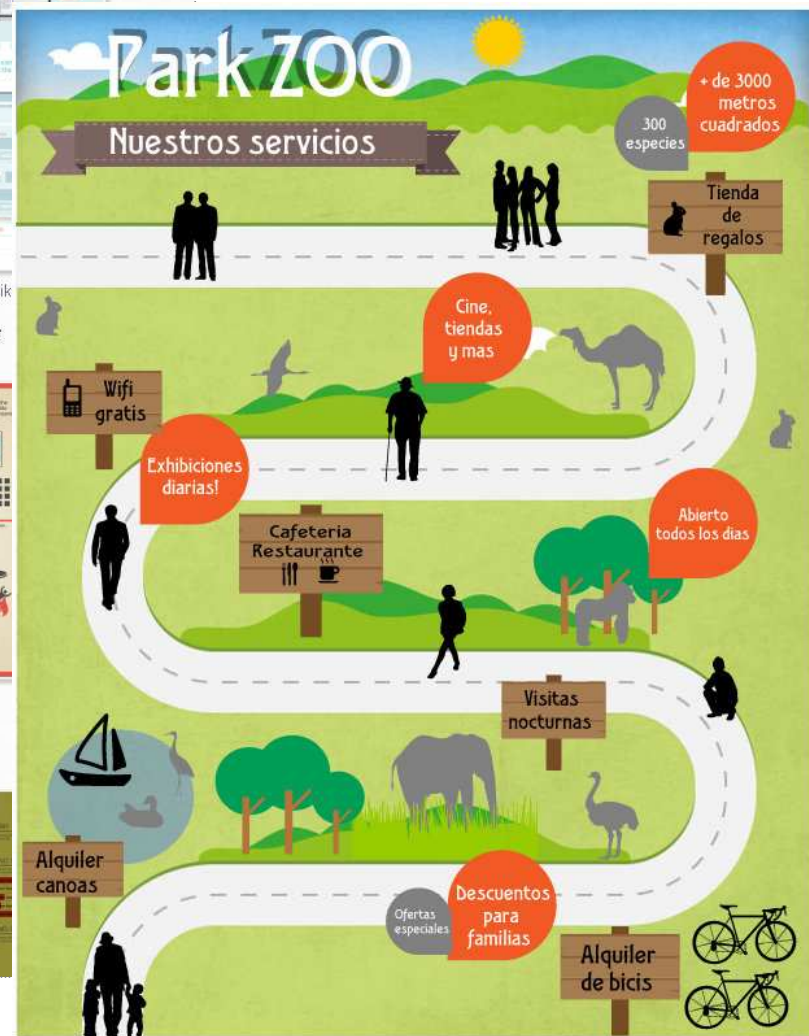 Park ZOO
Nuestros servicios
+ de 3000
metros
cuadrados
300
especies
Tienda
de
regalos
Cine,
tiendas
y mas
Wifi
gratis
Exhibiciones
diarias!
Cafeteria
Restaurante
Abierto
todos los dias
Visitas
nocturnas
Alquiler
canoas
Ofertas
especiales
Descuentos
para
familias
Alquiler
de bicis